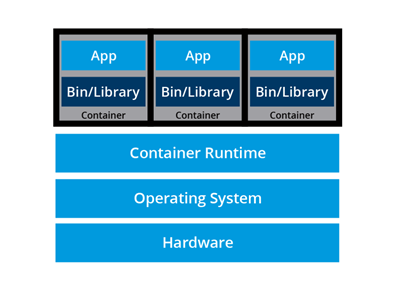 App App App
Bin/Library Bin/Library Bin/Library
Container Container Container
Container Runtime
Operating System
Hardware